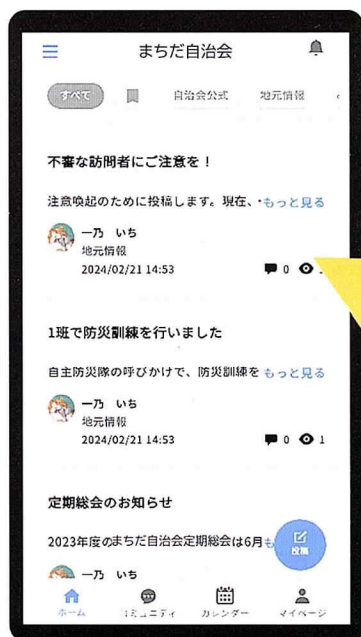 まちだ自治会
すべて 自治会公式 地元情報
不審な訪問者にご注意を！
注意喚起のために投稿します。現在、もっと見る
一乃 いち
地元情報
2024/02/21 14:53 0
1班で防災訓練を行いました
自主防災隊の呼びかけで、防災訓練を もっと見る
一乃 いち
地元情報
2024/02/21 14:53 0 1
定期総会のお知らせ
2023年度のまちだ自治会定期総会は6月も
投稿
一乃 いち
ホーム コミュニティ カレンダー マイページ